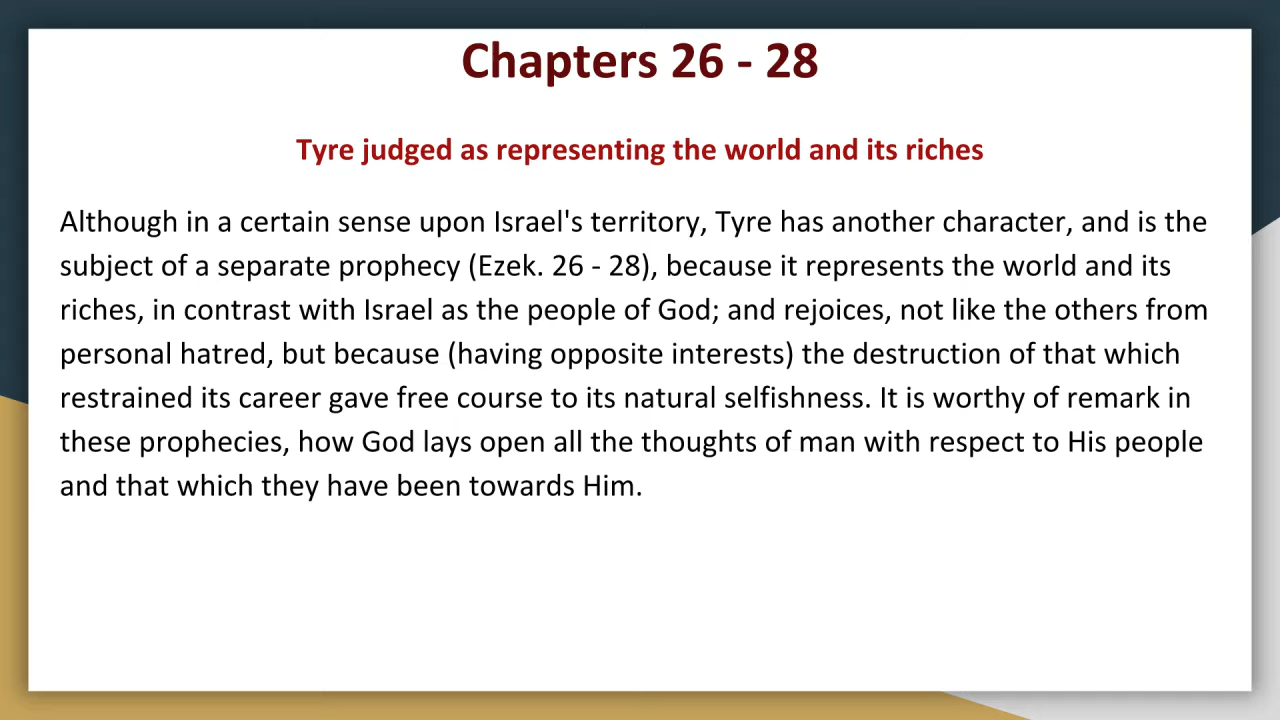 Chapters 26 - 28
Tyre judged as representing the world and its riches
Although in a certain sense upon Israel's territory, Tyre has another character, and is the
subject of a separate prophecy (Ezek. 26 - 28), because it represents the world and its
riches, in contrast with Israel as the people of God; and rejoices, not like the others from
personal hatred, but because (having opposite interests) the destruction of that which
restrained its career gave free course to its natural selfishness. It is worthy of remark in
these prophecies, how God lays open all the thoughts of man with respect to His people
and that which they have been towards Him.